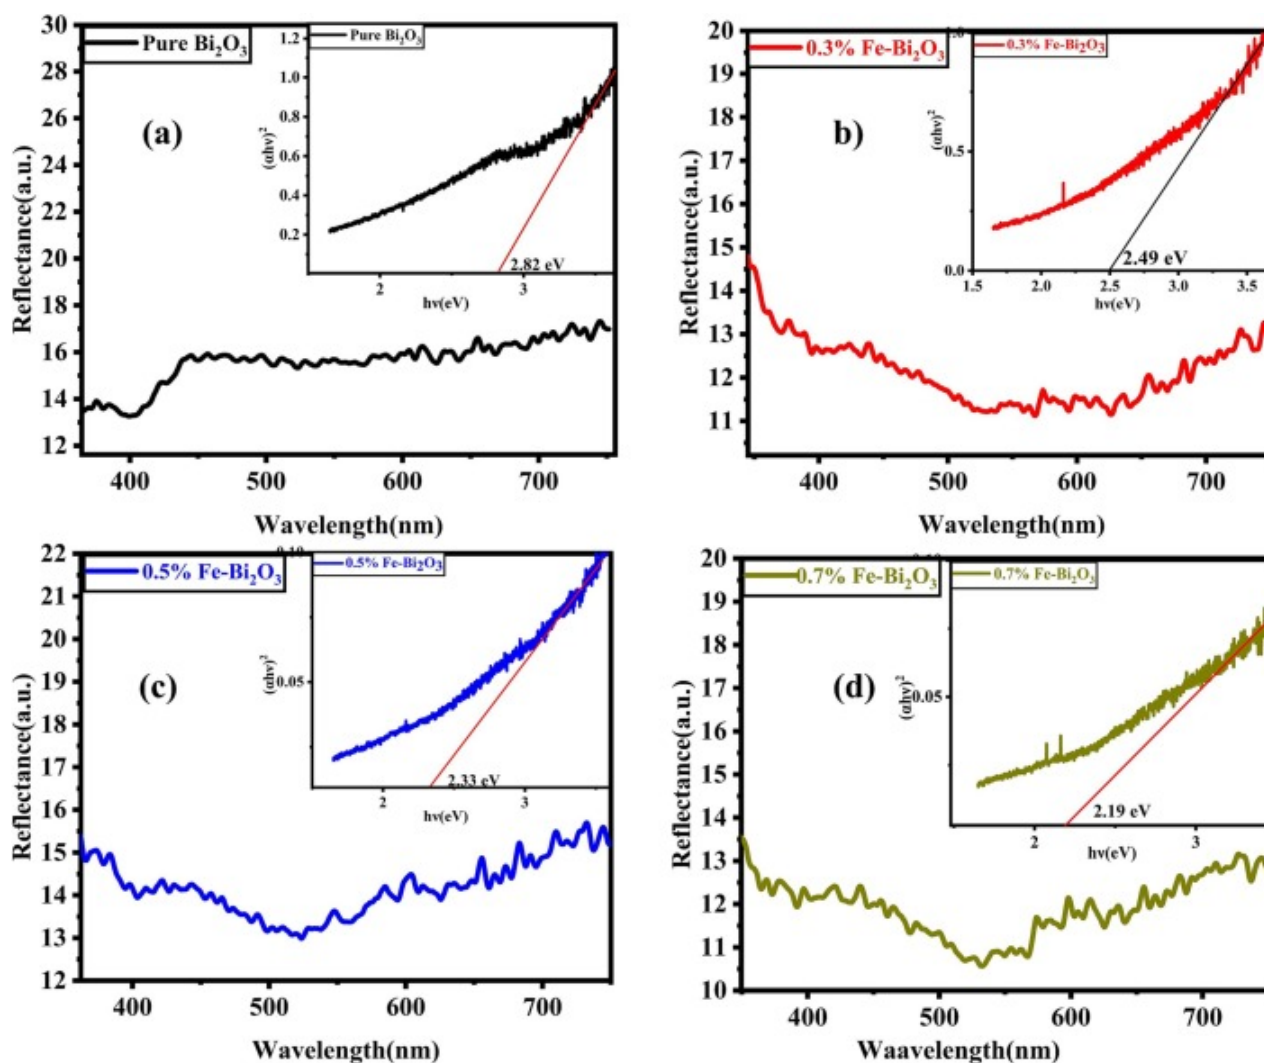 Pure Bi₂O₃
Pure Bi₂O₃
(a)
30
28
26
24
22
20
18
16
14
12
Reflectance(a.u.)
400
500
600
700
Wavelength(nm)
1.2
1.0
0.8
0.6
0.4
0.2
(αhν)²
2
3
hν(eV)
2.82 eV
0.3% Fe-Bi₂O₃
0.3% Fe-Bi₂O₃
b)
20
19
18
17
16
15
14
13
12
11
Reflectance(a.u.)
400
500
600
700
Wavelength(nm)
0.5
0.0
(αhν)²
1.5
2.0
2.5
3.0
3.5
hν(eV)
2.49 eV
0.5% Fe-Bi₂O₃
0.5% Fe-Bi₂O₃
(c)
22
21
20
19
18
17
16
15
14
13
12
Reflectance(a.u.)
400
500
600
700
Wavelength(nm)
0.05
(αhν)²
2
3
hν(eV)
2.33 eV
0.7% Fe-Bi₂O₃
0.7% Fe-Bi₂O₃
(d)
20
19
18
17
16
15
14
13
12
11
10
Reflectance(a.u.)
400
500
600
700
Waavelength(nm)
0.05
(αhν)²
2
3
hν(eV)
2.19 eV